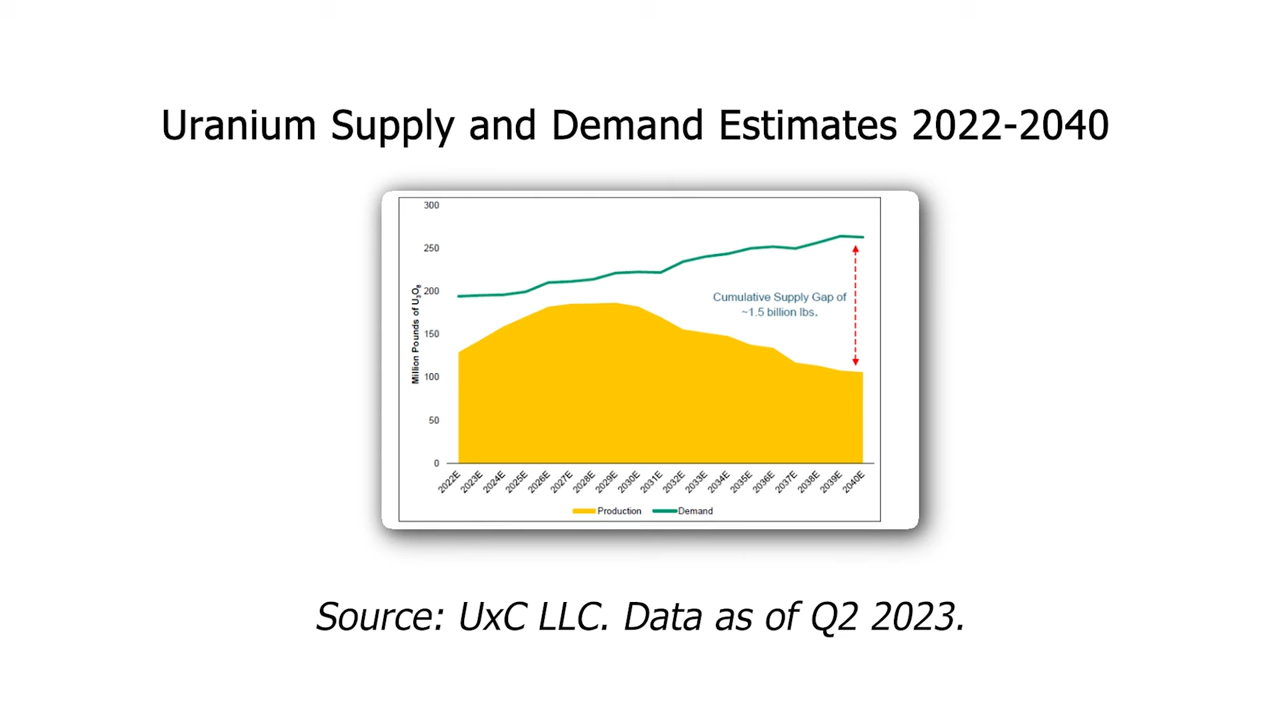 Uranium Supply and Demand Estimates 2022-2040
300
250
200
150
100
50
0
Million Pounds of U₃O₈
Cumulative Supply Gap of
~1.5 billion lbs.
2022E
2023E
2024E
2025E
2026E
2027E
2028E
2029E
2030E
2031E
2032E
2033E
2034E
2035E
2036E
2037E
2038E
2039E
2040E
Production
Demand
Source: UxC LLC. Data as of Q2 2023.